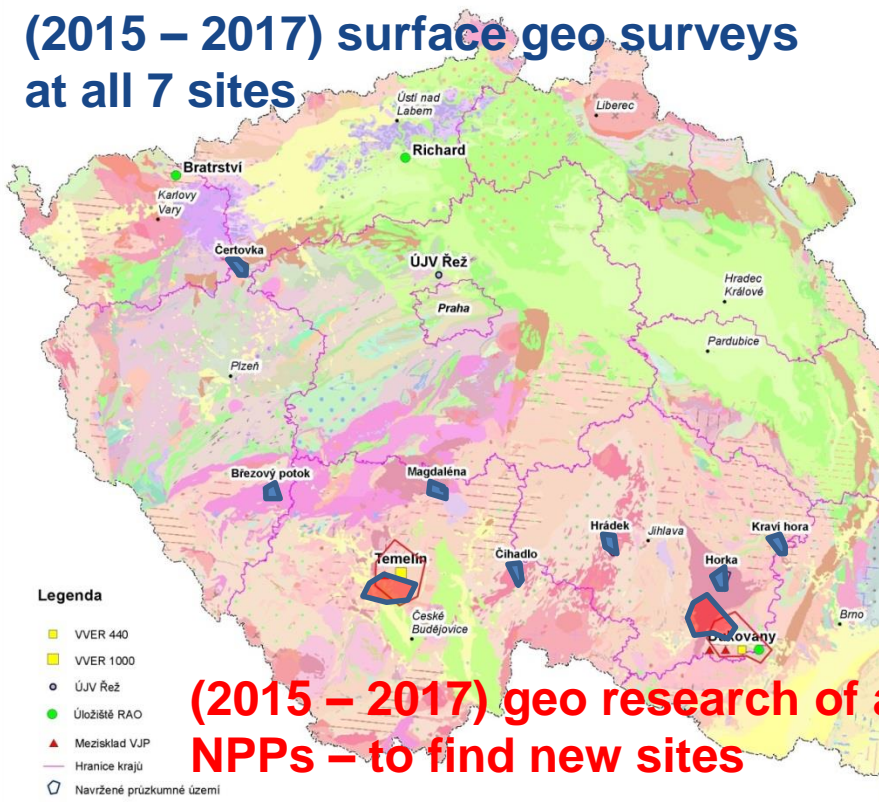 (2015 – 2017) surface geo surveys
at all 7 sites
Ústí nad
Labem
Liberec
Richard
Bratrství
Karlovy
Vary
Čertovka
ÚJV Řež
Hradec
Králové
Praha
Pardubice
Plzeň
Březový potok
Magdaléna
Hrádek
Jihlava
Kraví hora
Temelín
Čihadlo
Horka
České
Budějovice
Brno
Dukovany
Legenda
VVER 440
VVER 1000
ÚJV Řež
Úložiště RAO
Mezisklad VJP
Hranice krajů
Navržené průzkumné území
(2015 – 2017) geo research of a
NPPs – to find new sites